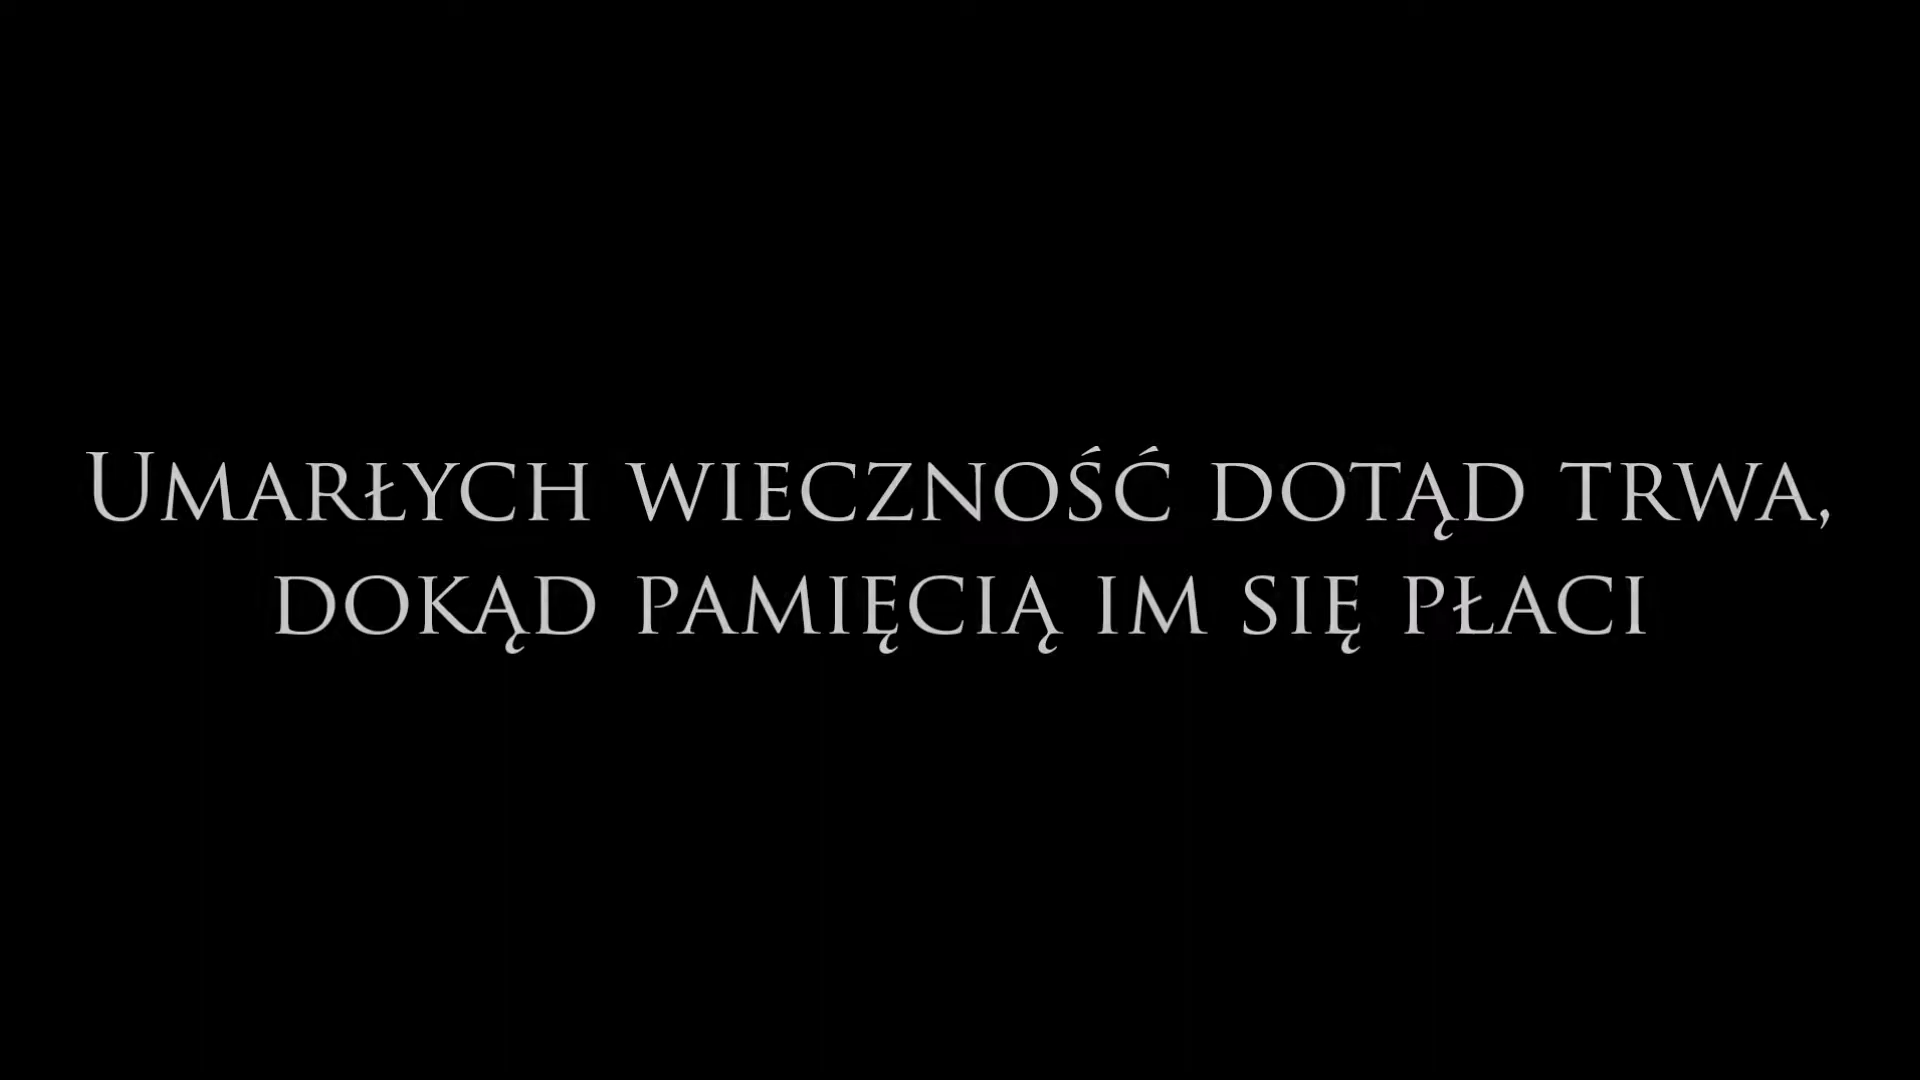 Umarłych wieczność dotąd trwa,
dokąd pamięcią im się płaci